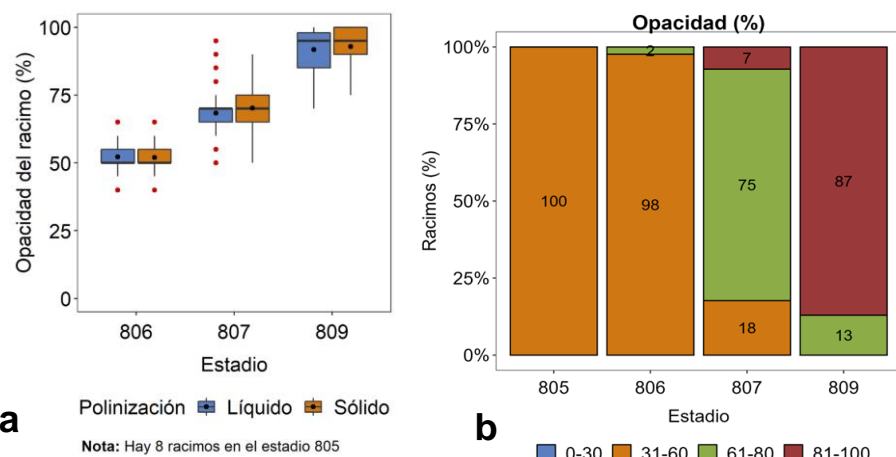 Opacidad del racimo (%)
100
75
50
25
0
806 807 809
Estadio
Polinización Líquido Sólido
Nota: Hay 8 racimos en el estadio 805
a
Opacidad (%)
Racimos (%)
100%
75%
50%
25%
0%
100
2
98
7
75
18
87
13
805 806 807 809
Estadio
0-30 31-60 61-80 81-100
b